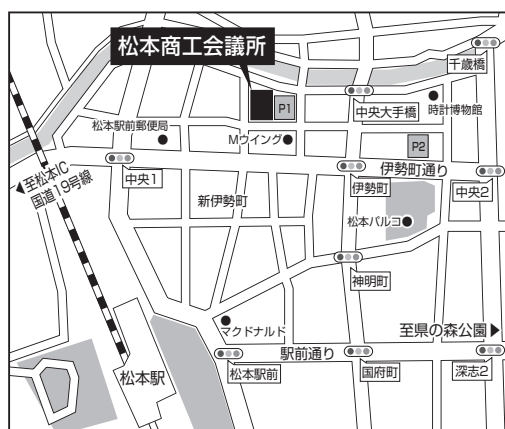 松本商工会議所
千歳橋
P1
中央大手橋
時計博物館
松本駅前郵便局
Mウイング
P2
伊勢町通り
至松本IC
国道19号線
中央1
伊勢町
中央2
新伊勢町
松本パルコ
神明町
マクドナルド
至県の森公園
駅前通り
松本駅
松本駅前
国府町
深志2